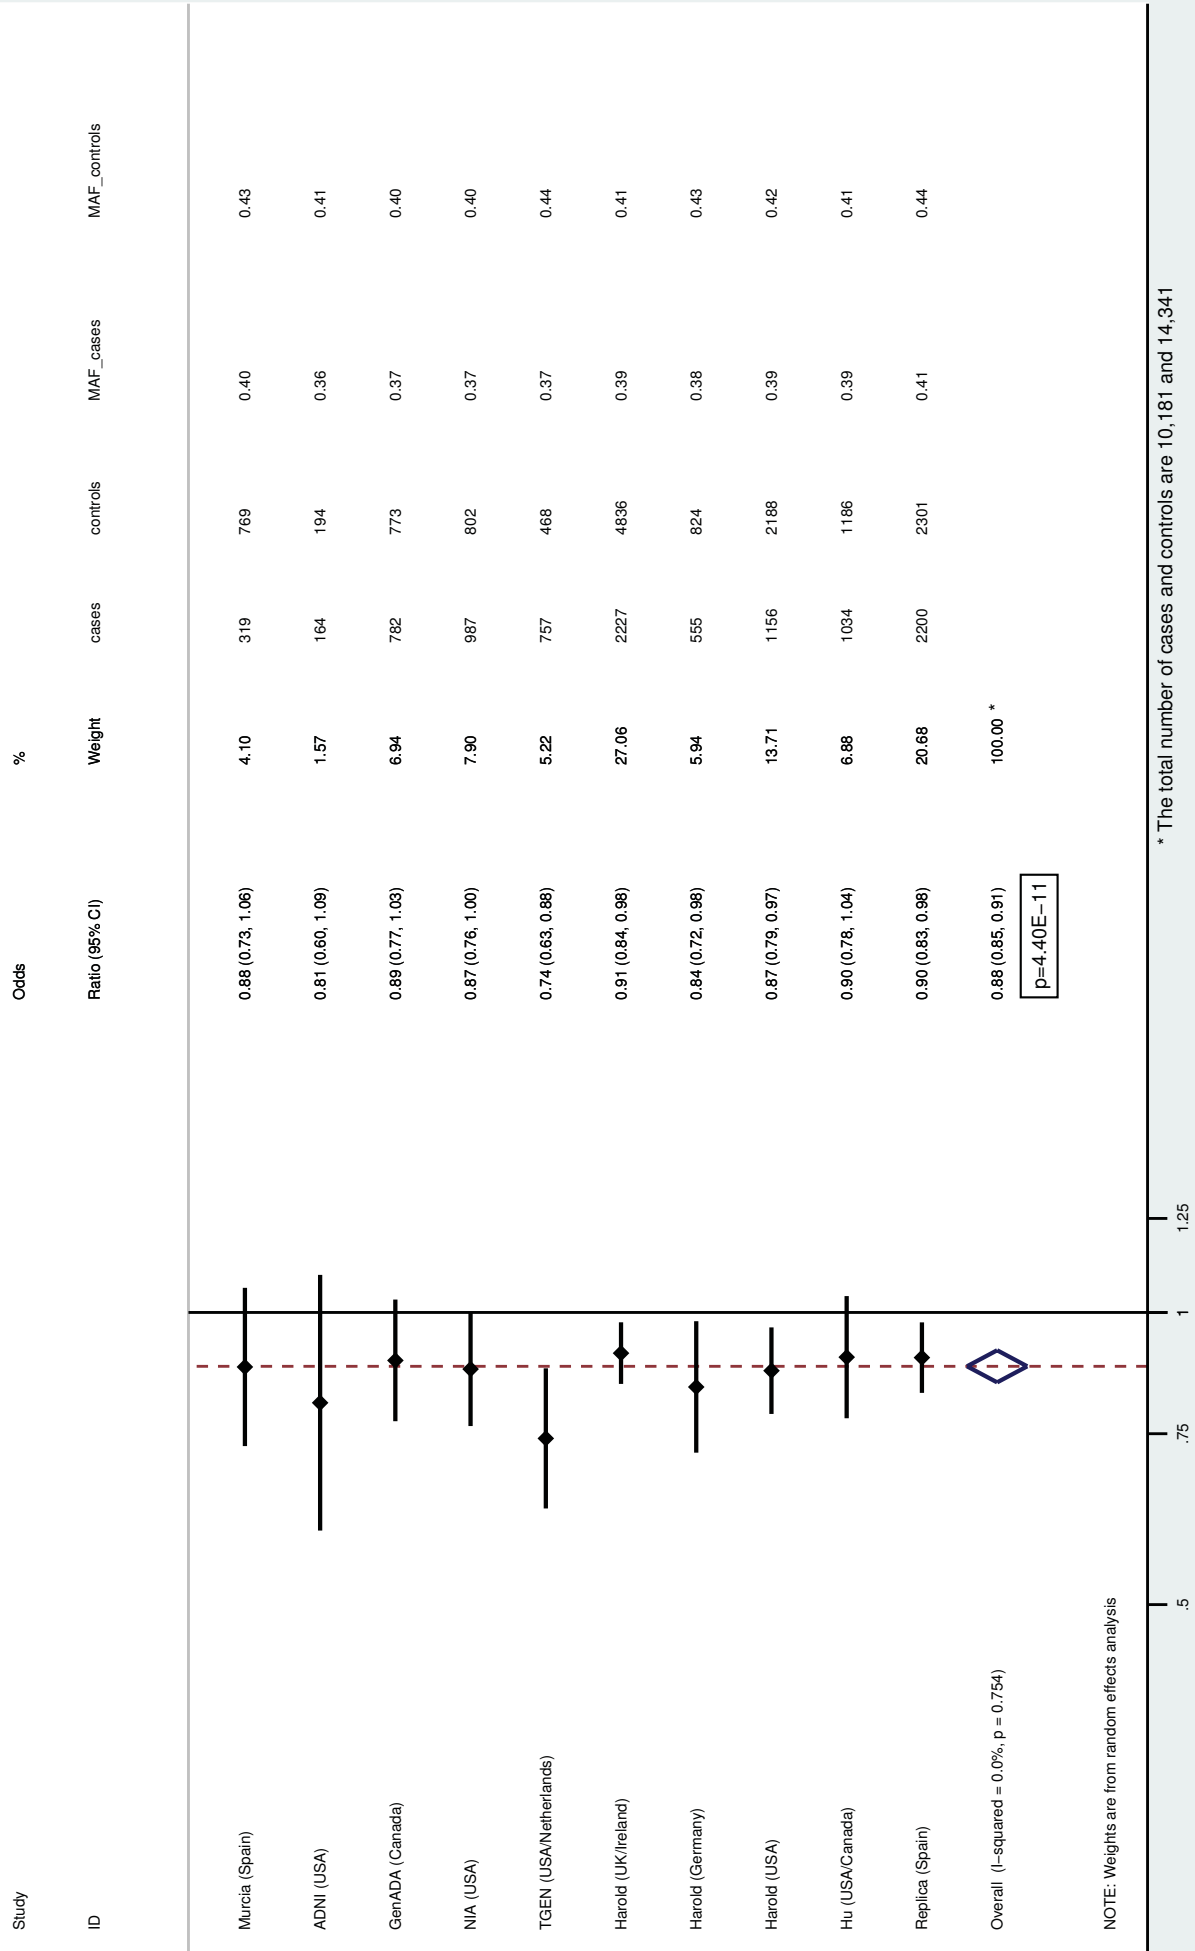 Study Odds %
ID Ratio (95% CI) Weight cases controls MAF_cases MAF_controls
Murcia (Spain) 0.88 (0.73, 1.06) 4.10 319 769 0.40 0.43
ADNI (USA) 0.81 (0.60, 1.09) 1.57 164 194 0.36 0.41
GenADA (Canada) 0.89 (0.77, 1.03) 6.94 782 773 0.37 0.40
NIA (USA) 0.87 (0.76, 1.00) 7.90 987 802 0.37 0.40
TGEN (USA/Netherlands) 0.74 (0.63, 0.88) 5.22 757 468 0.37 0.44
Harold (UK/Ireland) 0.91 (0.84, 0.98) 27.06 2227 4836 0.39 0.41
Harold (Germany) 0.84 (0.72, 0.98) 5.94 555 824 0.38 0.43
Harold (USA) 0.87 (0.79, 0.97) 13.71 1156 2188 0.39 0.42
Hu (USA/Canada) 0.90 (0.78, 1.04) 6.88 1034 1186 0.39 0.41
Replica (Spain) 0.90 (0.83, 0.98) 20.68 2200 2301 0.41 0.44
Overall (I−squared = 0.0%, p = 0.754) 0.88 (0.85, 0.91) 100.00 *
p=4.40E−11
NOTE: Weights are from random effects analysis
.5 .75 1 1.25
* The total number of cases and controls are 10,181 and 14,341